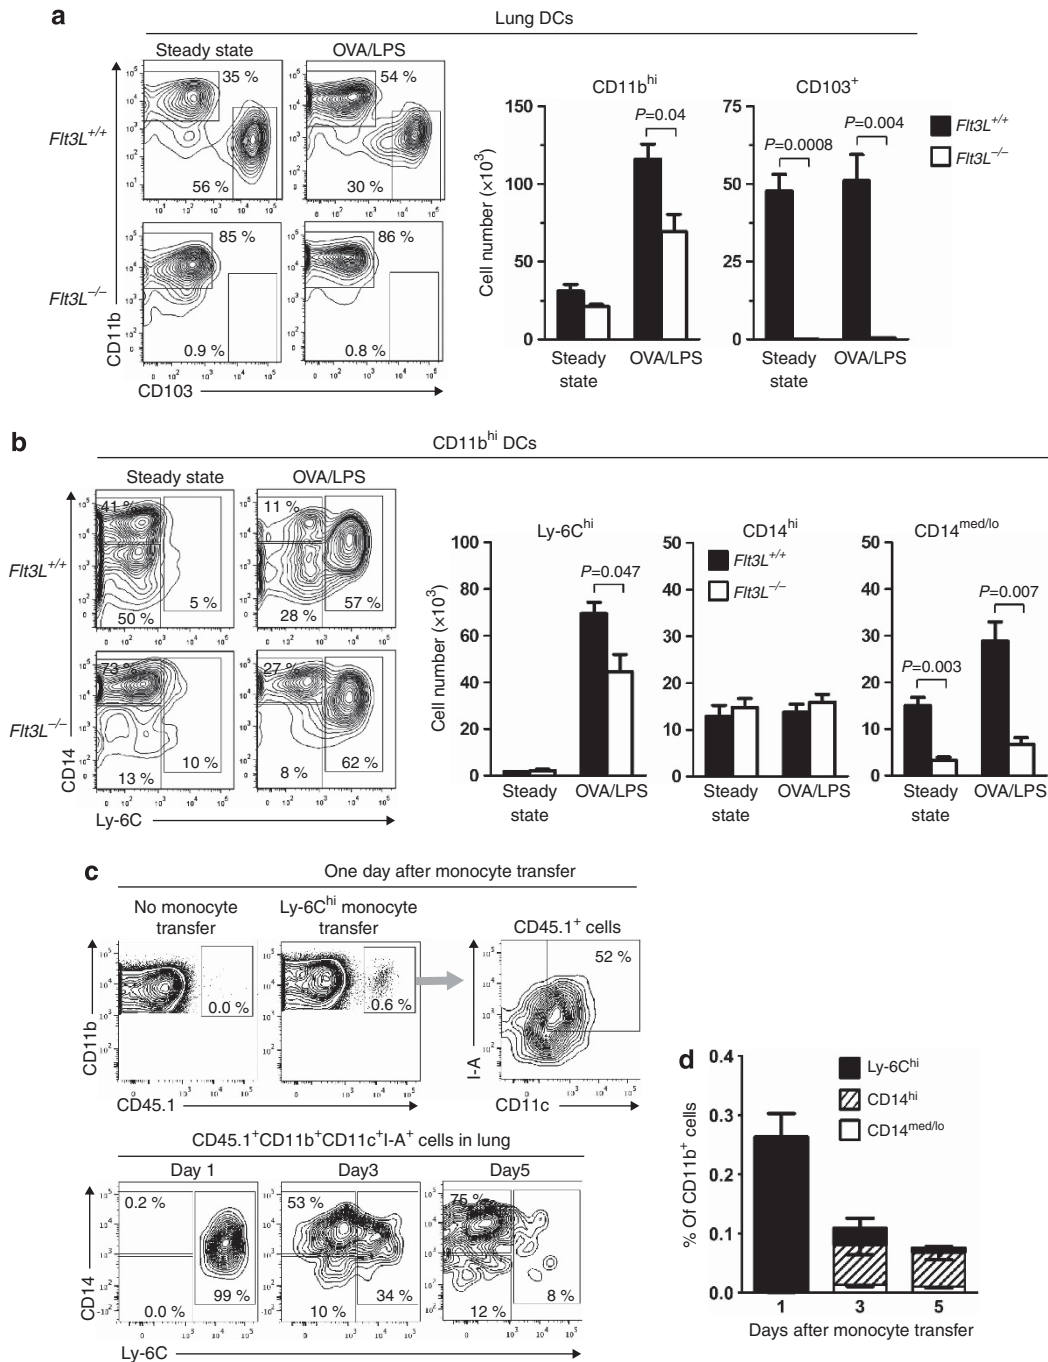 a
Lung DCs
Steady state
OVA/LPS
Flt3L+/+
Flt3L−/−
35 %
56 %
54 %
30 %
85 %
0.9 %
86 %
0.8 %
CD11b
CD103
CD11bhi
CD103+
Cell number (×10³)
150
100
50
0
P=0.04
Steady state
OVA/LPS
75
50
25
0
P=0.0008
P=0.004
Steady state
OVA/LPS
Flt3L+/+
Flt3L−/−
b
CD11bhi DCs
Steady state
OVA/LPS
Flt3L+/+
Flt3L−/−
41 %
50 %
5 %
11 %
28 %
57 %
73 %
13 %
10 %
27 %
8 %
62 %
CD14
Ly-6C
Ly-6Chi
CD14hi
CD14med/lo
Cell number (×10³)
100
80
60
40
20
0
P=0.047
Steady state
OVA/LPS
50
40
30
20
10
0
Flt3L+/+
Flt3L−/−
Steady state
OVA/LPS
50
40
30
20
10
0
P=0.003
P=0.007
Steady state
OVA/LPS
c
One day after monocyte transfer
No monocyte transfer
Ly-6Chi monocyte transfer
CD45.1+ cells
0.0 %
0.6 %
52 %
CD11b
CD45.1
I-A
CD11c
CD45.1+CD11b+CD11c+I-A+ cells in lung
Day 1
Day3
Day5
0.2 %
0.0 %
99 %
53 %
10 %
34 %
75 %
12 %
8 %
CD14
Ly-6C
d
% Of CD11b+ cells
0.4
0.3
0.2
0.1
0.0
Ly-6Chi
CD14hi
CD14med/lo
1
3
5
Days after monocyte transfer